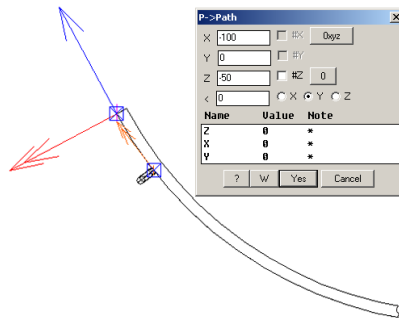 P->Path
X -100 #X 0xyz
Y 0 #Y
Z -50 #Z 0
< 0 X Y Z
Name Value Note
Z 0 *
X 0 *
Y 0 *
? W Yes Cancel